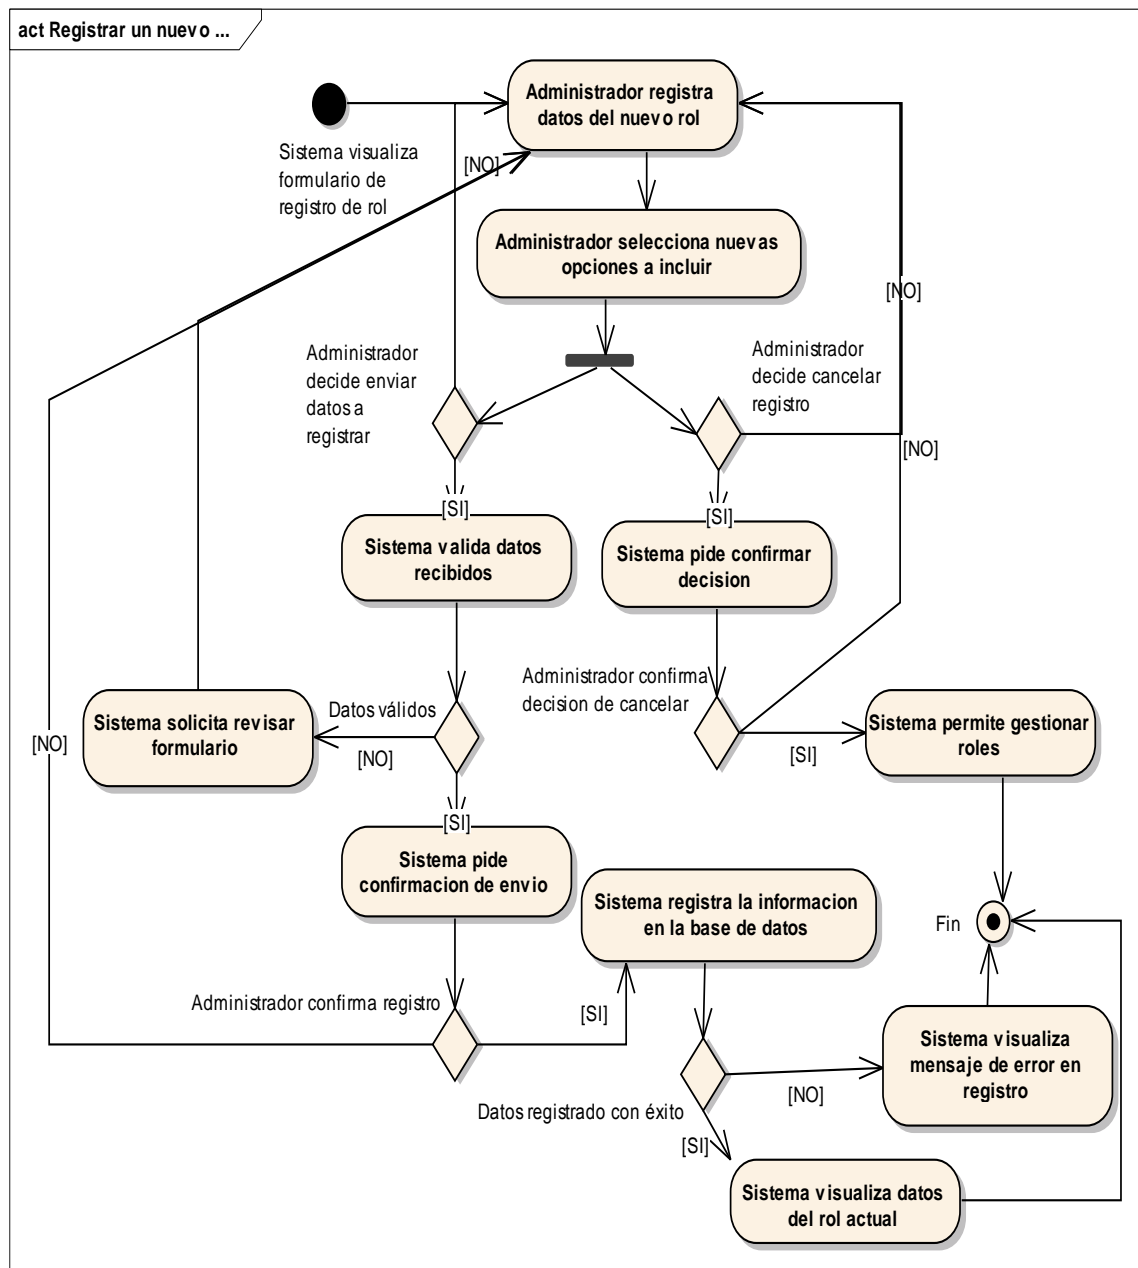 act Registrar un nuevo ...
Administrador registra
datos del nuevo rol
Sistema visualiza
formulario de
registro de rol
[NO]
Administrador selecciona nuevas
opciones a incluir
[NO]
Administrador
decide enviar
datos a
registrar
Administrador
decide cancelar
registro
[NO]
[SI]
[SI]
Sistema valida datos
recibidos
Sistema pide confirmar
decision
Administrador confirma
decision de cancelar
Sistema solicita revisar
formulario
Datos válidos
[NO]
[NO]
Sistema permite gestionar
roles
[SI]
[SI]
Sistema pide
confirmacion de envio
Sistema registra la informacion
en la base de datos
Fin
Administrador confirma registro
[SI]
Sistema visualiza
mensaje de error en
registro
[NO]
Datos registrado con éxito
[SI]
Sistema visualiza datos
del rol actual